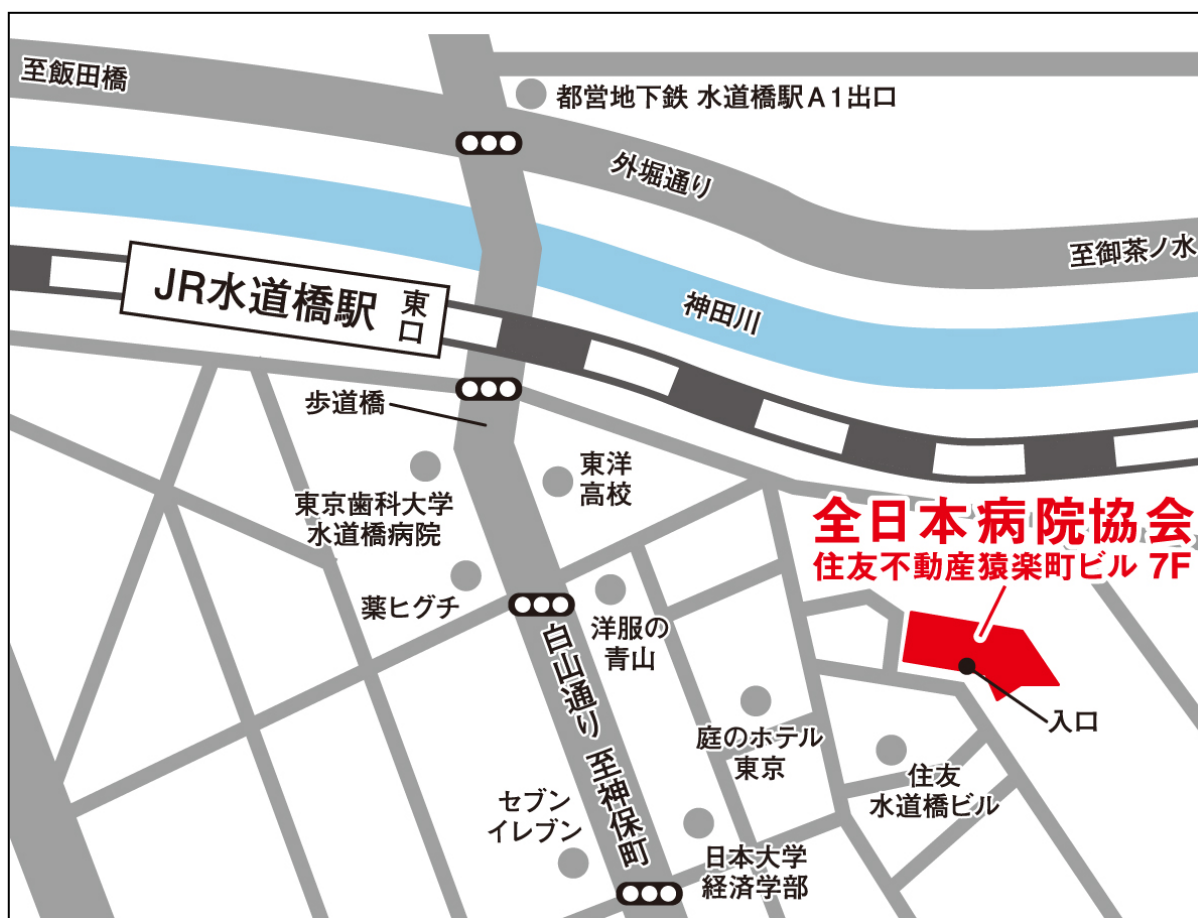 至飯田橋
都営地下鉄 水道橋駅A1出口
外堀通り
至御茶ノ水
JR水道橋駅
東口
神田川
歩道橋
東洋
高校
東京歯科大学
水道橋病院
全日本病院協会
住友不動産猿楽町ビル 7F
薬ヒグチ
洋服の
青山
白山通り 至神保町
入口
庭のホテル
東京
住友
水道橋ビル
セブン
イレブン
日本大学
経済学部